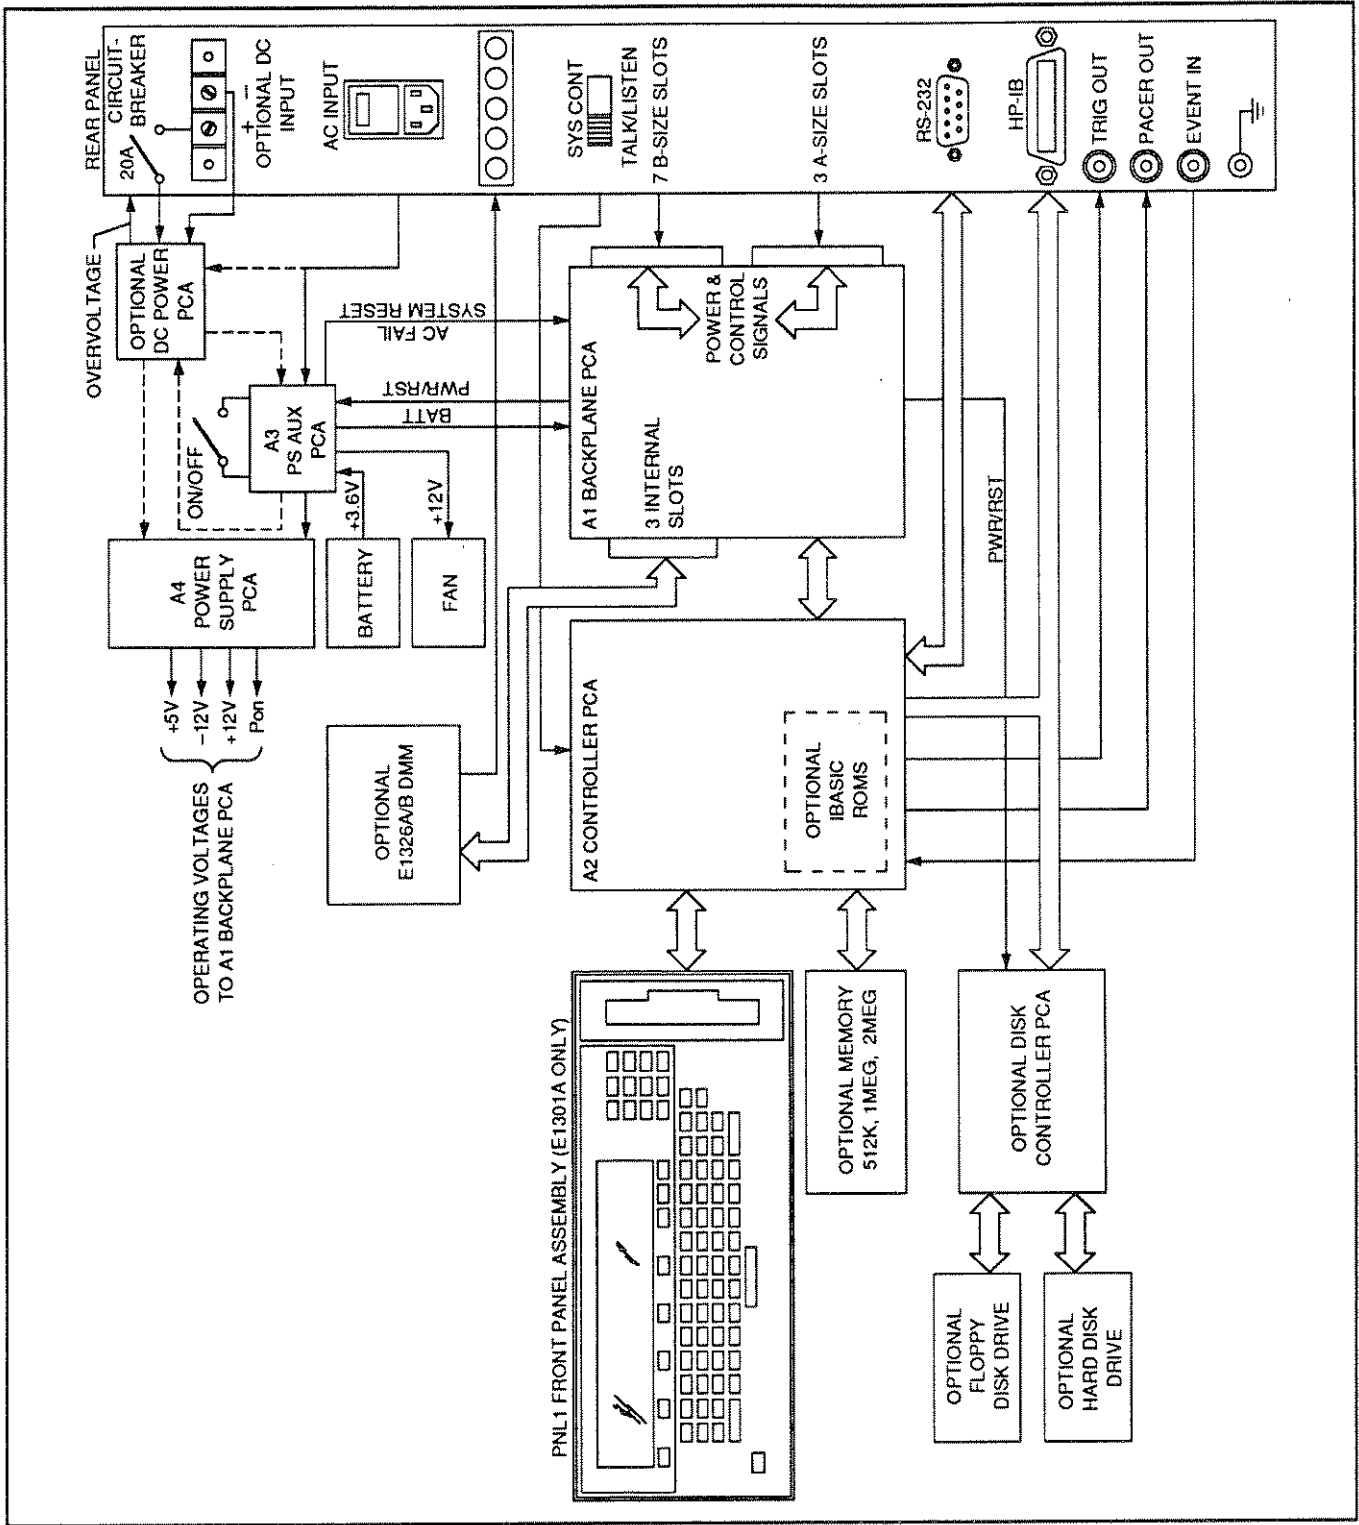 REAR PANEL
CIRCUIT-
BREAKER
20A
+ −
OPTIONAL DC
INPUT
AC INPUT
SYS CONT
TALK/LISTEN
7 B-SIZE SLOTS
3 A-SIZE SLOTS
RS-232
HP-IB
TRIG OUT
PACER OUT
EVENT IN
OVERVOLTAGE
OPTIONAL
DC POWER
PCA
SYSTEM RESET
AC FAIL
PWR/RST
BATT
ON/OFF
A3
PS AUX
PCA
+3.6V
+12V
A4
POWER
SUPPLY
PCA
BATTERY
FAN
+5V
−12V
+12V
Pon
OPERATING VOLTAGES
TO A1 BACKPLANE PCA
A1 BACKPLANE PCA
POWER &
CONTROL
SIGNALS
3 INTERNAL
SLOTS
PWR/RST
OPTIONAL
E1326A/B DMM
A2 CONTROLLER PCA
OPTIONAL
IBASIC
ROMS
PNL1 FRONT PANEL ASSEMBLY (E1301A ONLY)
OPTIONAL MEMORY
512K, 1MEG, 2MEG
OPTIONAL DISK
CONTROLLER PCA
OPTIONAL
FLOPPY
DISK DRIVE
OPTIONAL
HARD DISK
DRIVE